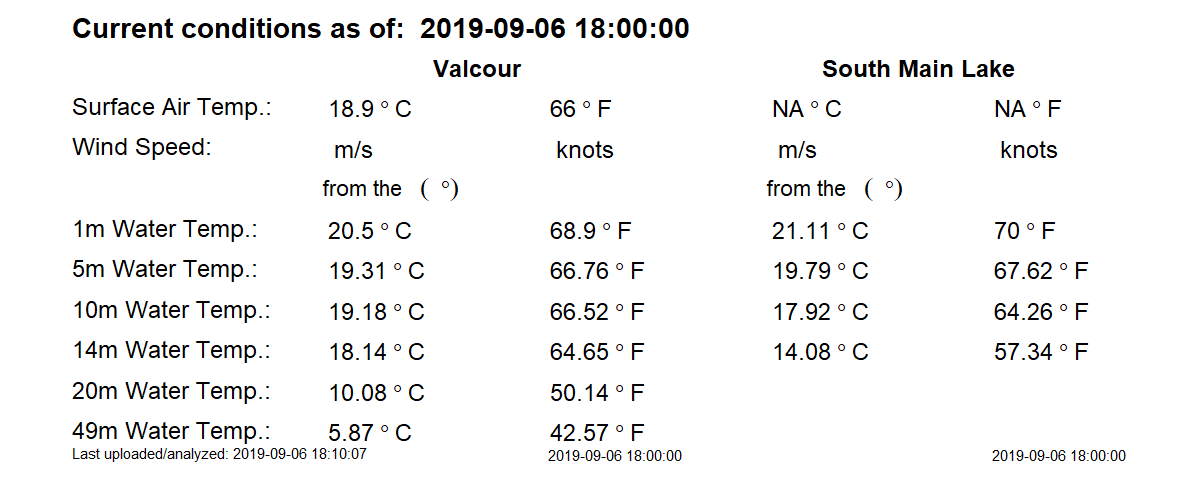 Current conditions as of: 2019-09-06 18:00:00
Valcour South Main Lake
Surface Air Temp.: 18.9 ° C 66 ° F NA ° C NA ° F
Wind Speed: m/s knots m/s knots
from the ( °) from the ( °)
1m Water Temp.: 20.5 ° C 68.9 ° F 21.11 ° C 70 ° F
5m Water Temp.: 19.31 ° C 66.76 ° F 19.79 ° C 67.62 ° F
10m Water Temp.: 19.18 ° C 66.52 ° F 17.92 ° C 64.26 ° F
14m Water Temp.: 18.14 ° C 64.65 ° F 14.08 ° C 57.34 ° F
20m Water Temp.: 10.08 ° C 50.14 ° F
49m Water Temp.: 5.87 ° C 42.57 ° F
Last uploaded/analyzed: 2019-09-06 18:10:07 2019-09-06 18:00:00 2019-09-06 18:00:00